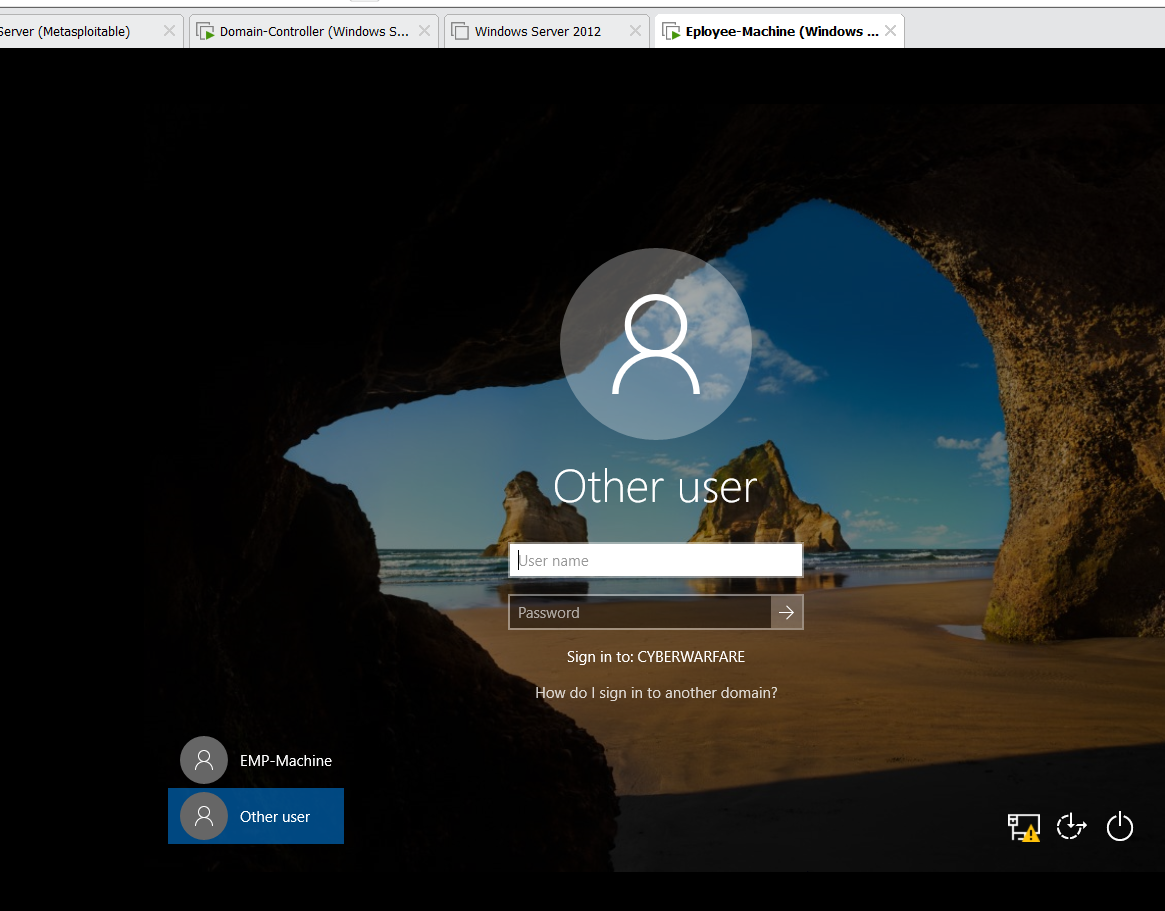 Server (Metasploitable)
Domain-Controller (Windows S...
Windows Server 2012
Eployee-Machine (Windows ...
Other user
User name
Password
Sign in to: CYBERWARFARE
How do I sign in to another domain?
EMP-Machine
Other user